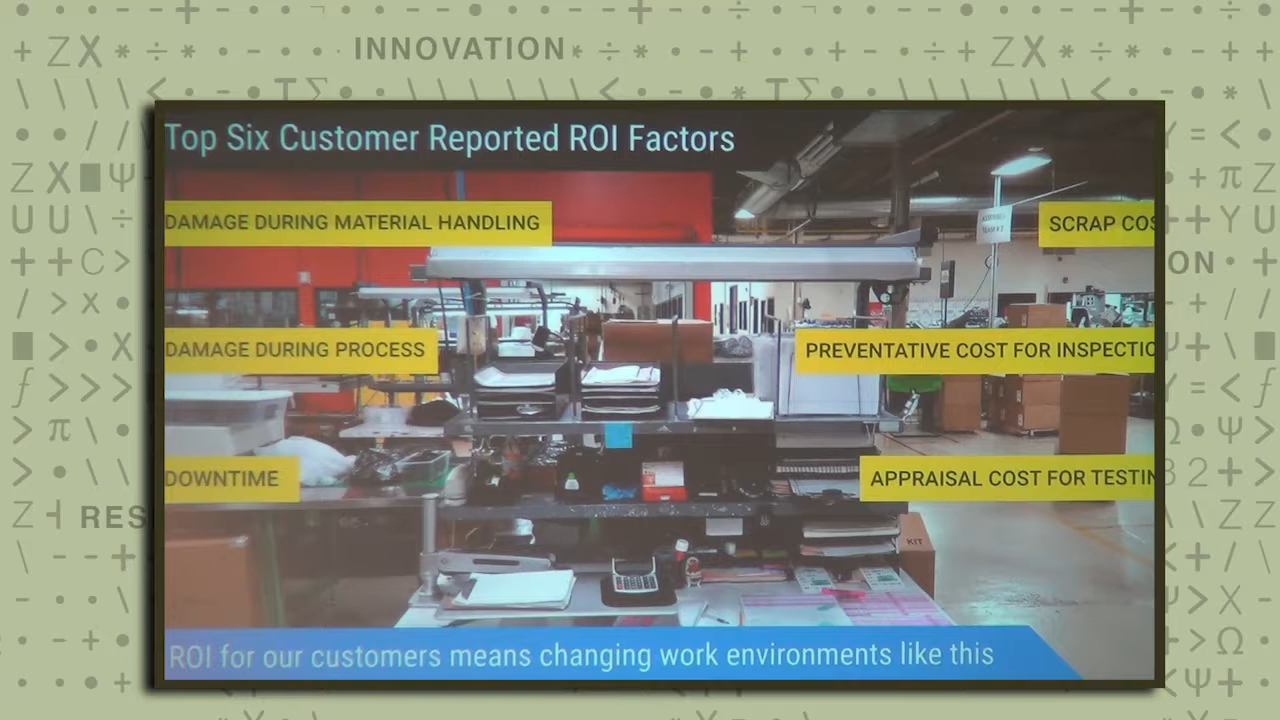 INNOVATION
Top Six Customer Reported ROI Factors
DAMAGE DURING MATERIAL HANDLING
SCRAP COS
DAMAGE DURING PROCESS
PREVENTATIVE COST FOR INSPECTIO
DOWNTIME
APPRAISAL COST FOR TESTIN
KIT
RES
ON
ROI for our customers means changing work environments like this